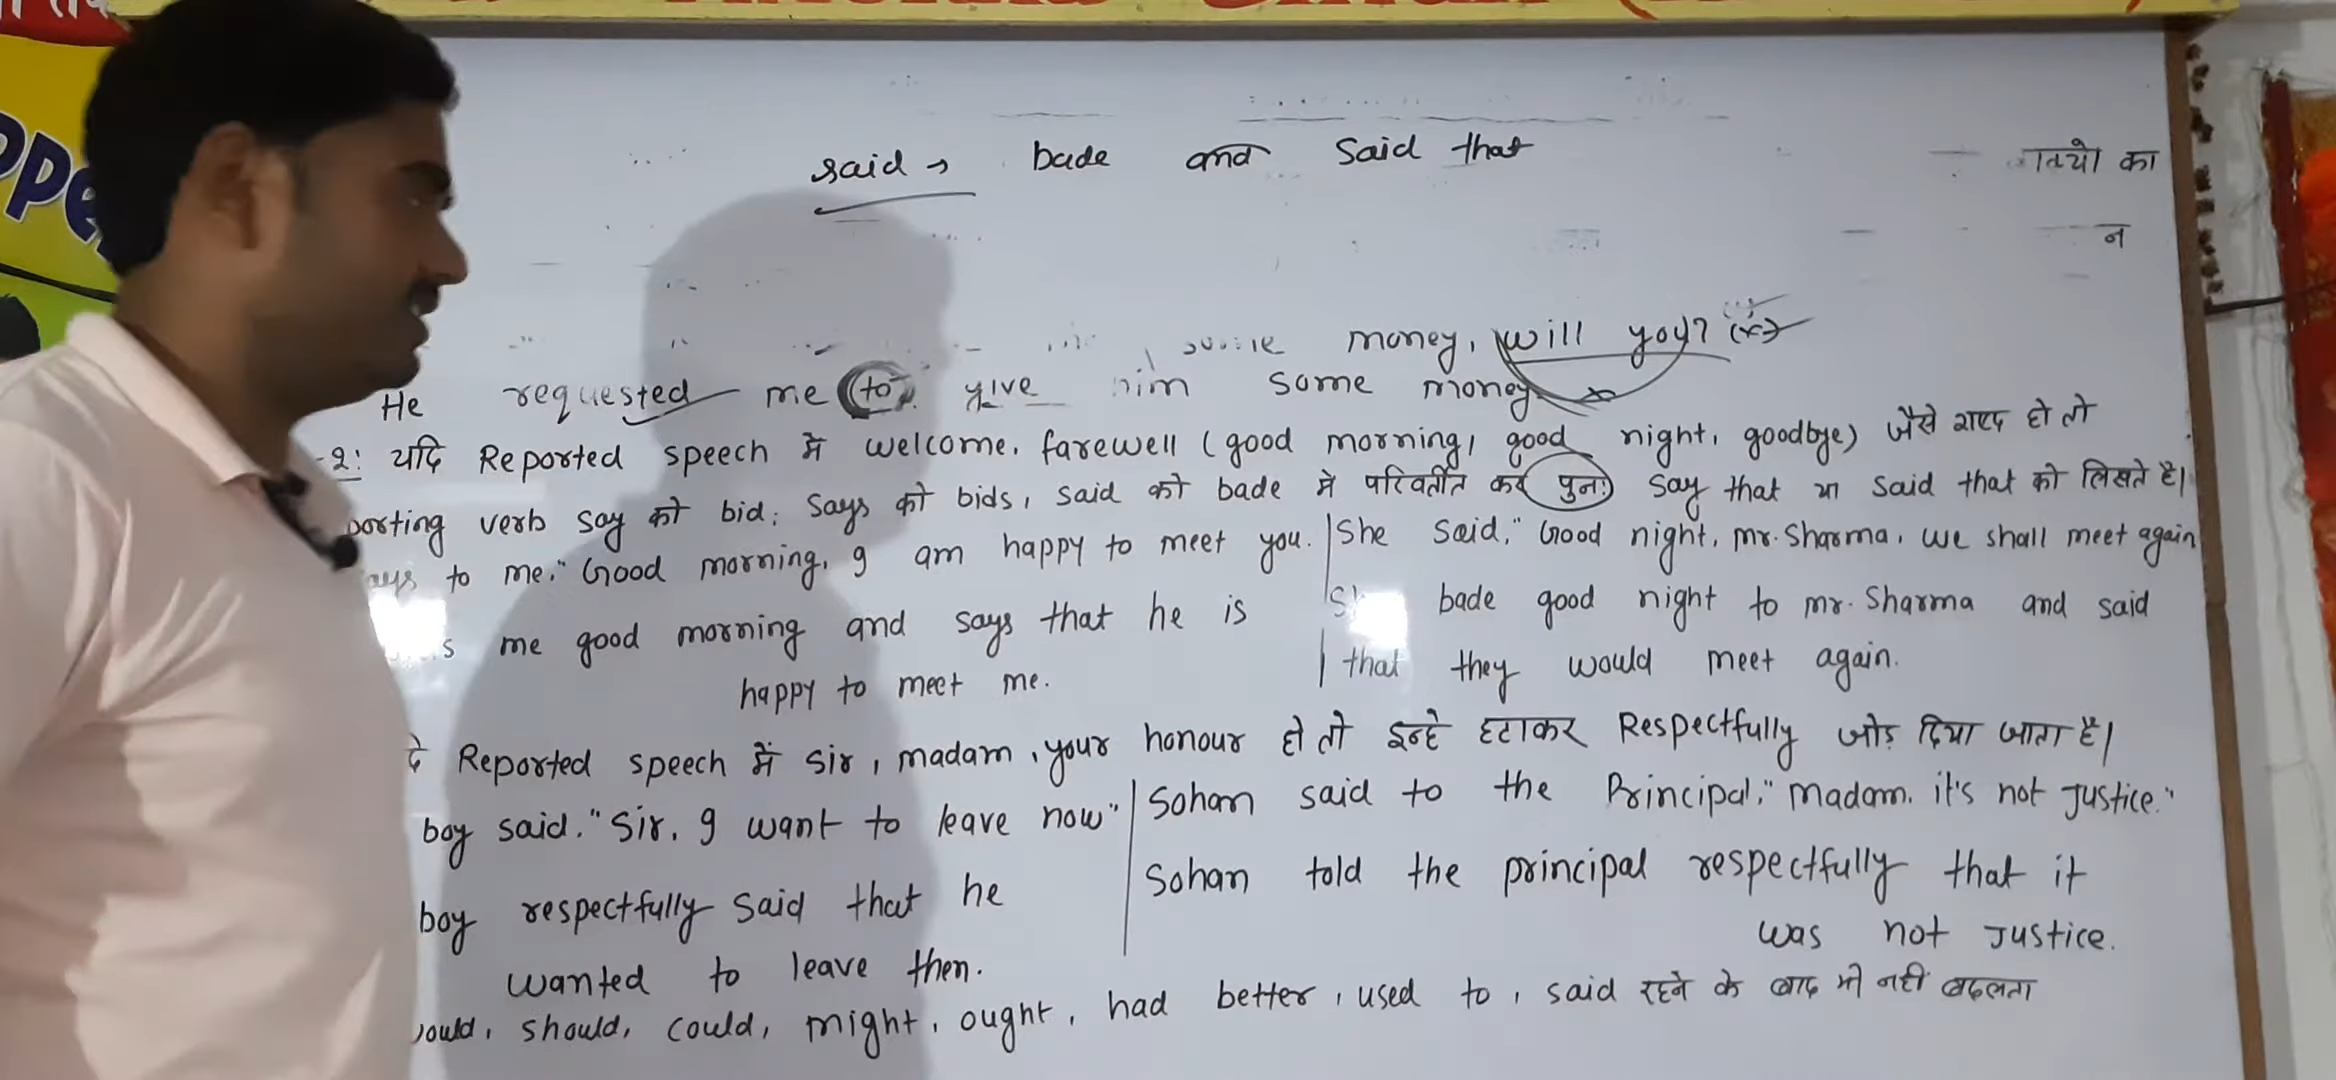 said → bade and said that
money, will you? (x)
He requested me to give him some money
-2: यदि Reported speech मे welcome, farewell (good morning, good night, goodbye) जैसे शब्द हो तो
porting verb say को bid, says को bids, said को bade मे परिवर्तीत कर पुनः say that या said that को लिखते है।
ays to me, "Good morning, I am happy to meet you.
s me good morning and says that he is
happy to meet me.
She said, "Good night, Mr. Sharma, we shall meet again
bade good night to Mr. Sharma and said
that they would meet again.
Reported speech में sir, madam, your honour हो तो इन्हे हटाकर Respectfully जोड़ दिया जाता है।
boy said. "Sir, I want to leave now"
boy respectfully said that he
wanted to leave then.
Sohan said to the Principal, "Madam, it's not justice."
Sohan told the principal respectfully that it
was not justice.
ould, should, could, might, ought, had better, used to, said रहने के बाद भी नही बदलता